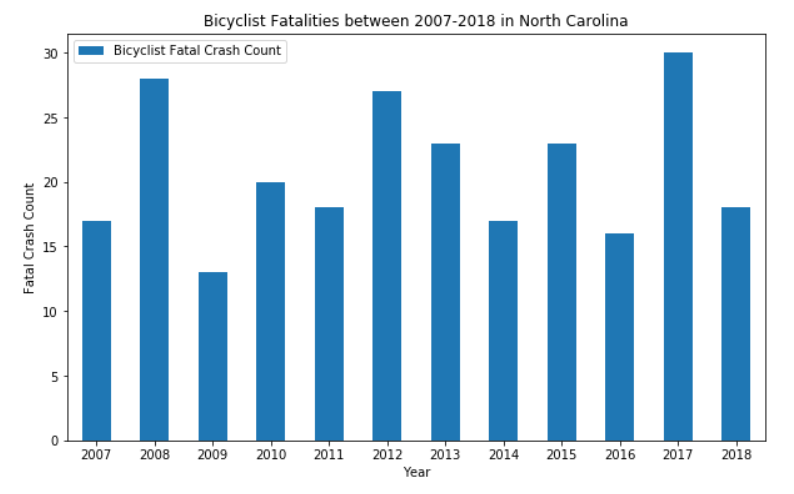 Bicyclist Fatalities between 2007-2018 in North Carolina
Bicyclist Fatal Crash Count
30
25
20
15
10
5
0
Fatal Crash Count
2007 2008 2009 2010 2011 2012 2013 2014 2015 2016 2017 2018
Year